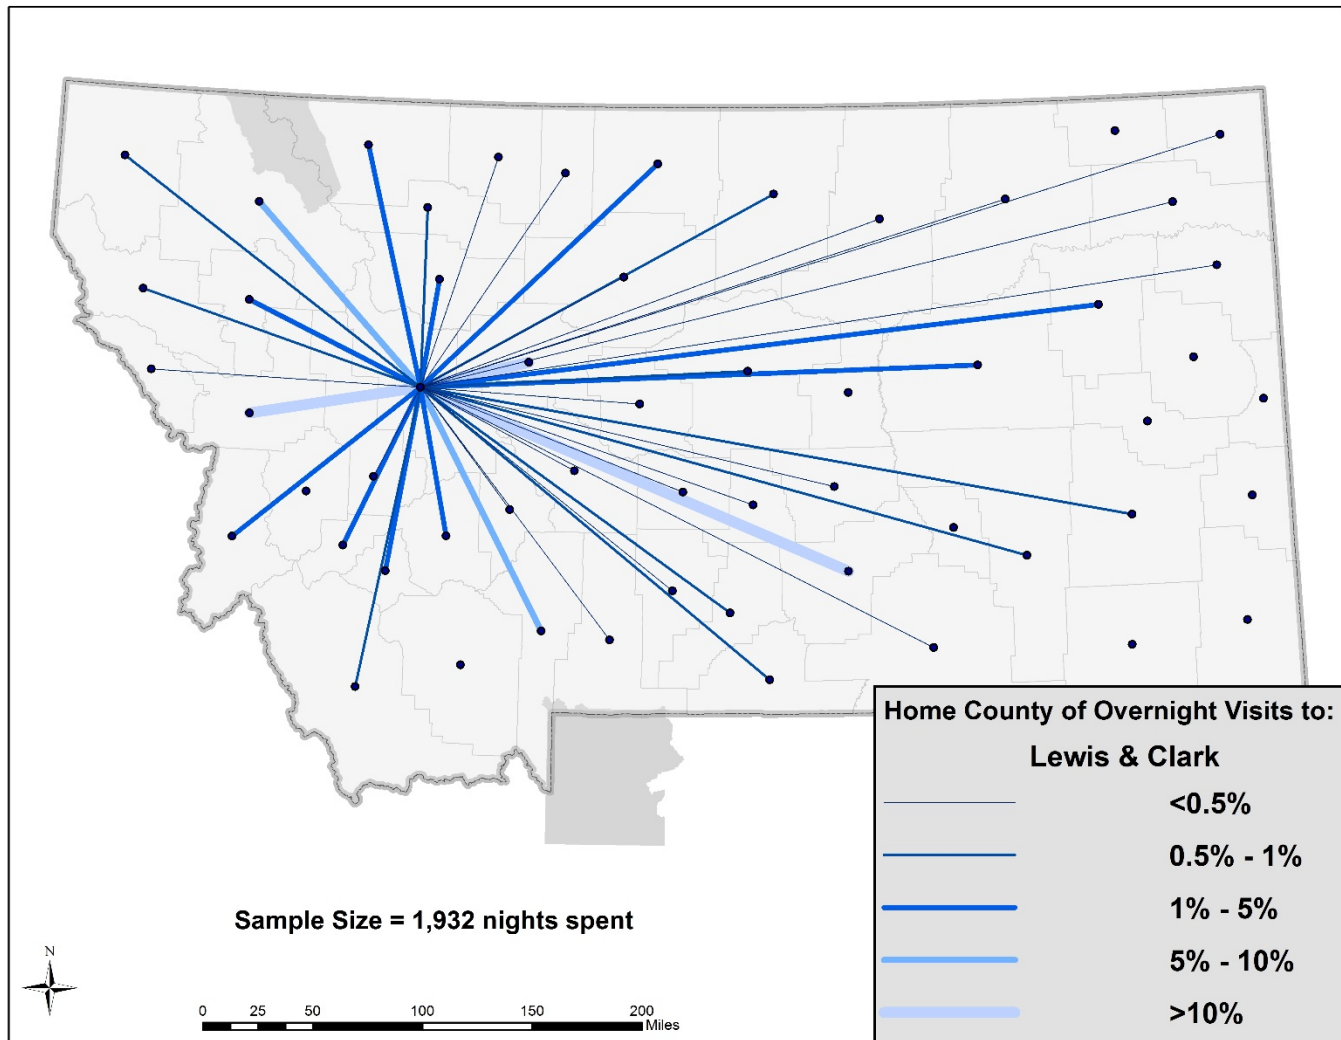 Home County of Overnight Visits to:
Lewis & Clark
<0.5%
0.5% - 1%
1% - 5%
5% - 10%
>10%
Sample Size = 1,932 nights spent
N
0 25 50 100 150 200
Miles